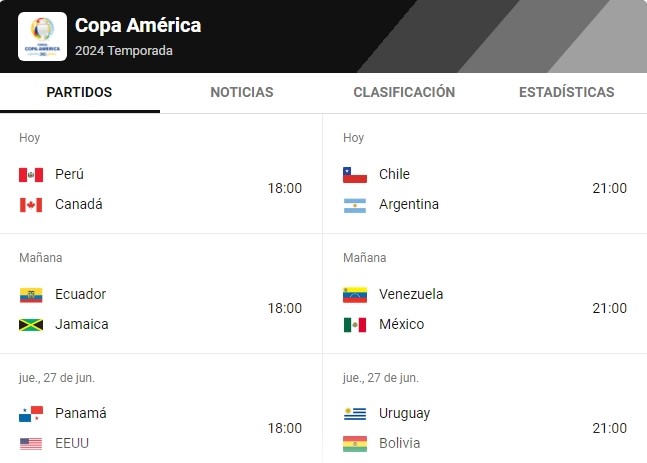 Copa América
2024 Temporada
COPA AMERICA
PARTIDOS
NOTICIAS
CLASIFICACIÓN
ESTADÍSTICAS
Hoy
Perú
Canadá
18:00
Hoy
Chile
Argentina
21:00
Mañana
Ecuador
Jamaica
18:00
Mañana
Venezuela
México
21:00
jue., 27 de jun.
Panamá
EEUU
18:00
jue., 27 de jun.
Uruguay
Bolivia
21:00